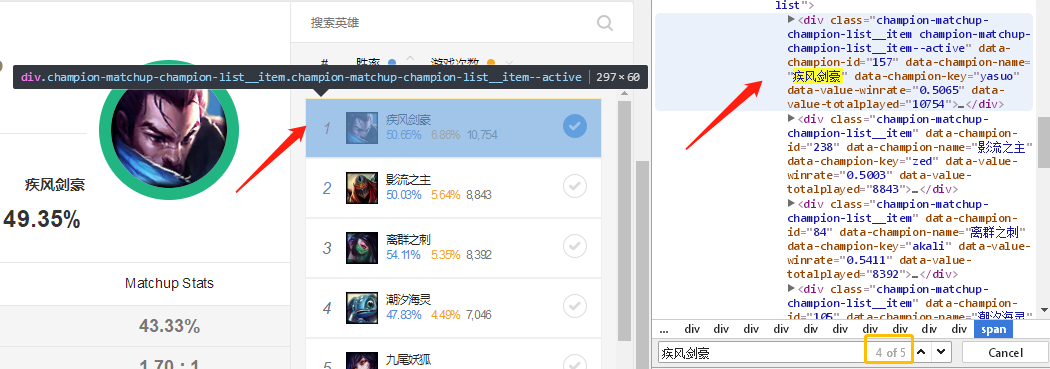 搜索英雄
# 胜率 游戏次数
div.champion-matchup-champion-list__item.champion-matchup-champion-list__item--active | 297×60
疾风剑豪
49.35%
Matchup Stats
43.33%
1.70 : 1
1 疾风剑豪
50.65% 6.86% 10,754
2 影流之主
50.03% 5.64% 8,843
3 离群之刺
54.11% 5.35% 8,392
4 潮汐海灵
47.83% 4.49% 7,046
5 九尾妖狐
list">
▶<div class="champion-matchup-
champion-list__item champion-matchup-
champion-list__item--active" data-
champion-id="157" data-champion-name=
"疾风剑豪" data-champion-key="yasuo"
data-value-winrate="0.5065" data-
value-totalplayed="10754">…</div>
▶<div class="champion-matchup-
champion-list__item" data-champion-
id="238" data-champion-name="影流之主"
data-champion-key="zed" data-value-
winrate="0.5003" data-value-
totalplayed="8843">…</div>
▶<div class="champion-matchup-
champion-list__item" data-champion-
id="84" data-champion-name="离群之刺"
data-champion-key="akali" data-value-
winrate="0.5411" data-value-
totalplayed="8392">…</div>
▶<div class="champion-matchup-
champion-list__item" data-champion-
id="105" data-champion-name="潮汐海灵"
... div div div div div div div div span
疾风剑豪 4 of 5 Cancel